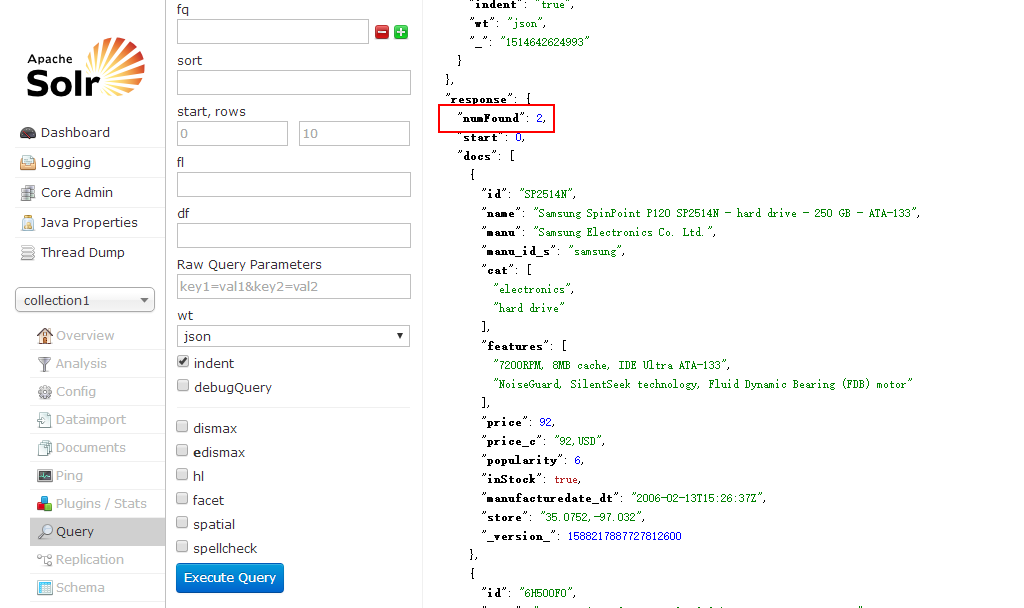 Apache
Solr
Dashboard
Logging
Core Admin
Java Properties
Thread Dump
collection1
Overview
Analysis
Config
Dataimport
Documents
Ping
Plugins / Stats
Query
Replication
Schema
fq
sort
start, rows
0
10
fl
df
Raw Query Parameters
key1=val1&key2=val2
wt
json
indent
debugQuery
dismax
edismax
hl
facet
spatial
spellcheck
Execute Query
"indent": "true",
"wt": "json",
"_": "1514642624993"
}
},
"response": {
"numFound": 2,
"start": 0,
"docs": [
{
"id": "SP2514N",
"name": "Samsung SpinPoint P120 SP2514N - hard drive - 250 GB - ATA-133",
"manu": "Samsung Electronics Co. Ltd.",
"manu_id_s": "samsung",
"cat": [
"electronics",
"hard drive"
],
"features": [
"7200RPM, 8MB cache, IDE Ultra ATA-133",
"NoiseGuard, SilentSeek technology, Fluid Dynamic Bearing (FDB) motor"
],
"price": 92,
"price_c": "92,USD",
"popularity": 6,
"inStock": true,
"manufacturedate_dt": "2006-02-13T15:26:37Z",
"store": "35.0752,-97.032",
"_version_": 1588217887727812600
},
{
"id": "6H500F0",